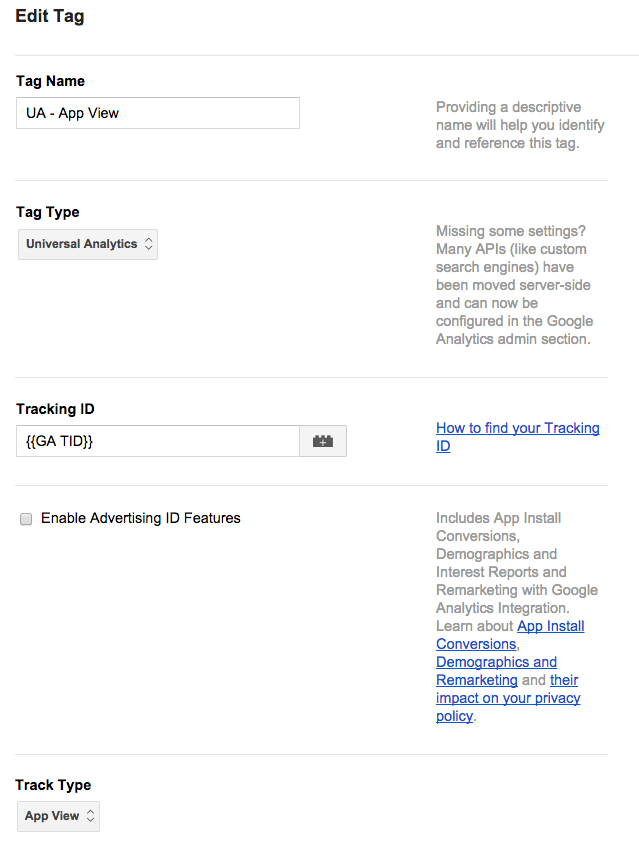 Edit Tag
Tag Name
UA - App View
Providing a descriptive
name will help you identify
and reference this tag.
Tag Type
Universal Analytics
Missing some settings?
Many APIs (like custom
search engines) have
been moved server-side
and can now be
configured in the Google
Analytics admin section.
Tracking ID
{{GA TID}}
How to find your Tracking
ID
Enable Advertising ID Features
Includes App Install
Conversions,
Demographics and
Interest Reports and
Remarketing with Google
Analytics Integration.
Learn about App Install
Conversions,
Demographics and
Remarketing and their
impact on your privacy
policy.
Track Type
App View